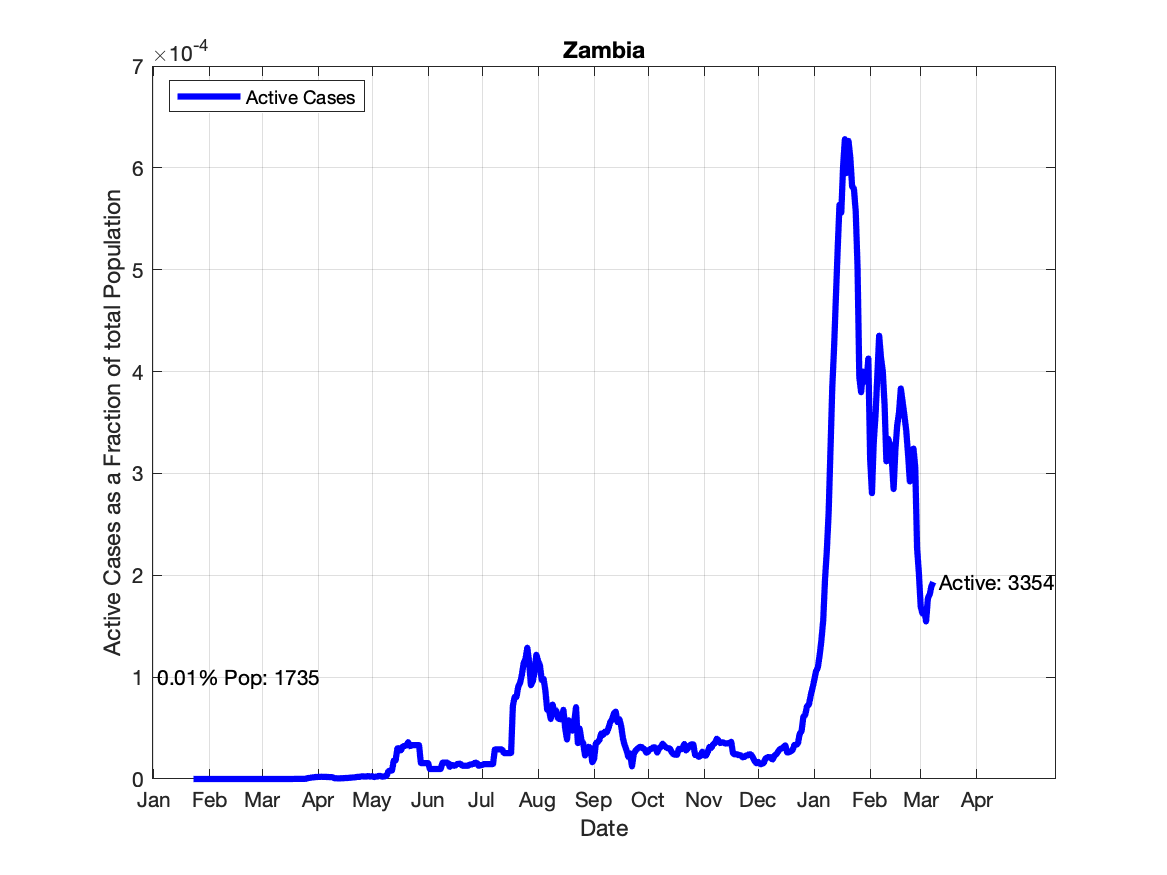 Zambia
×10-4
Active Cases
7
6
5
4
3
2
1
0
Active Cases as a Fraction of total Population
0.01% Pop: 1735
Active: 3354
Jan Feb Mar Apr May Jun Jul Aug Sep Oct Nov Dec Jan Feb Mar Apr
Date